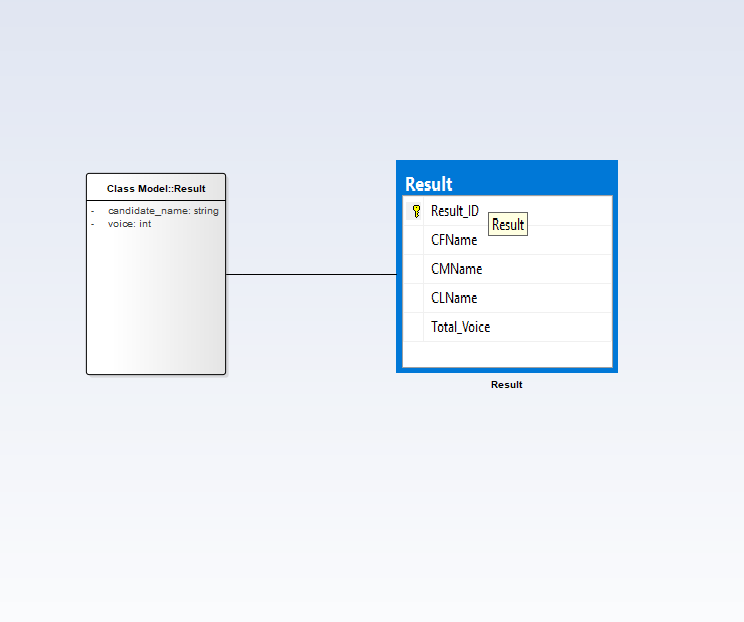 Class Model::Result
- candidate_name: string
- voice: int
Result
Result_ID
Result
CFName
CMName
CLName
Total_Voice
Result